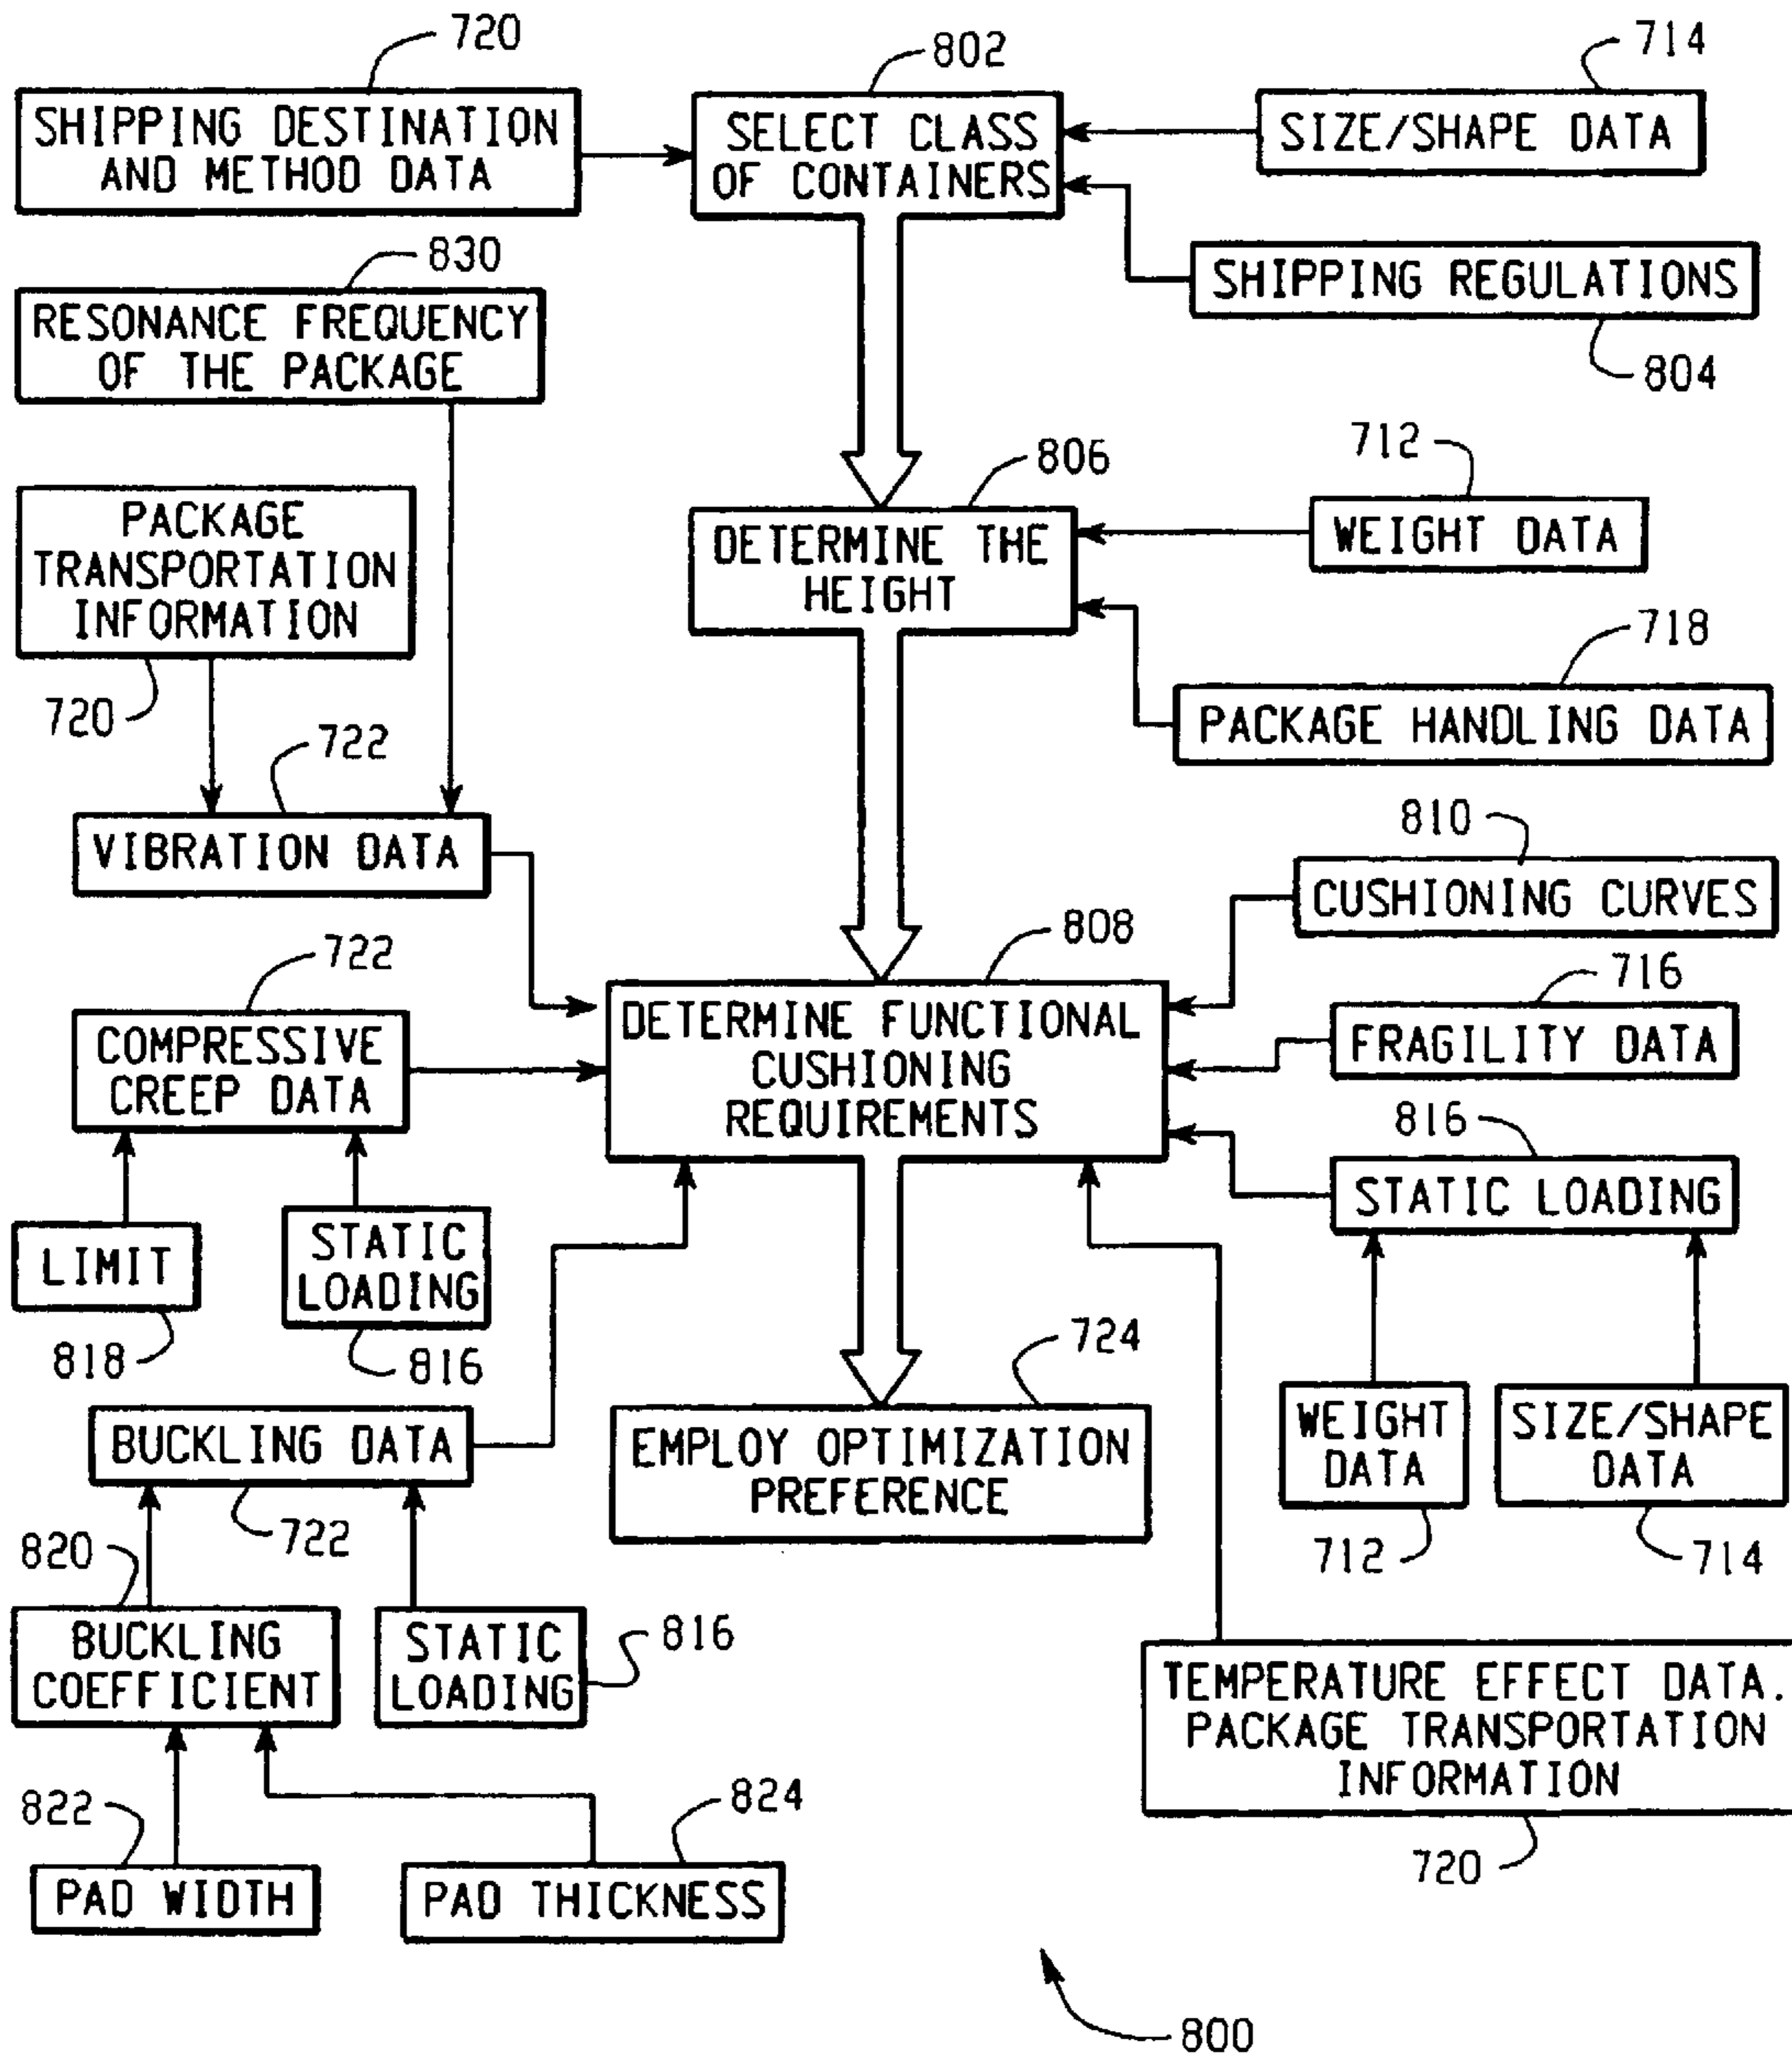 720
SHIPPING DESTINATION
AND METHOD DATA
802
SELECT CLASS
OF CONTAINERS
714
SIZE/SHAPE DATA
SHIPPING REGULATIONS
804
830
RESONANCE FREQUENCY
OF THE PACKAGE
PACKAGE
TRANSPORTATION
INFORMATION
720
806
DETERMINE THE
HEIGHT
712
WEIGHT DATA
718
PACKAGE HANDLING DATA
722
VIBRATION DATA
810
CUSHIONING CURVES
722
COMPRESSIVE
CREEP DATA
808
DETERMINE FUNCTIONAL
CUSHIONING
REQUIREMENTS
716
FRAGILITY DATA
816
STATIC LOADING
LIMIT
818
STATIC
LOADING
816
WEIGHT
DATA
712
SIZE/SHAPE
DATA
714
BUCKLING DATA
722
724
EMPLOY OPTIMIZATION
PREFERENCE
820
BUCKLING
COEFFICIENT
STATIC
LOADING
816
TEMPERATURE EFFECT DATA.
PACKAGE TRANSPORTATION
INFORMATION
720
822
PAD WIDTH
824
PAD THICKNESS
800